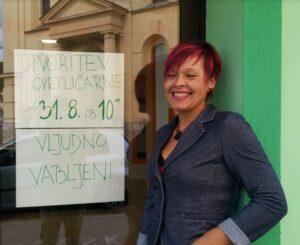 OTVORITEV
CVETLIČARNE
31.8. ob 10h
VLJUDNO
VABLJENI